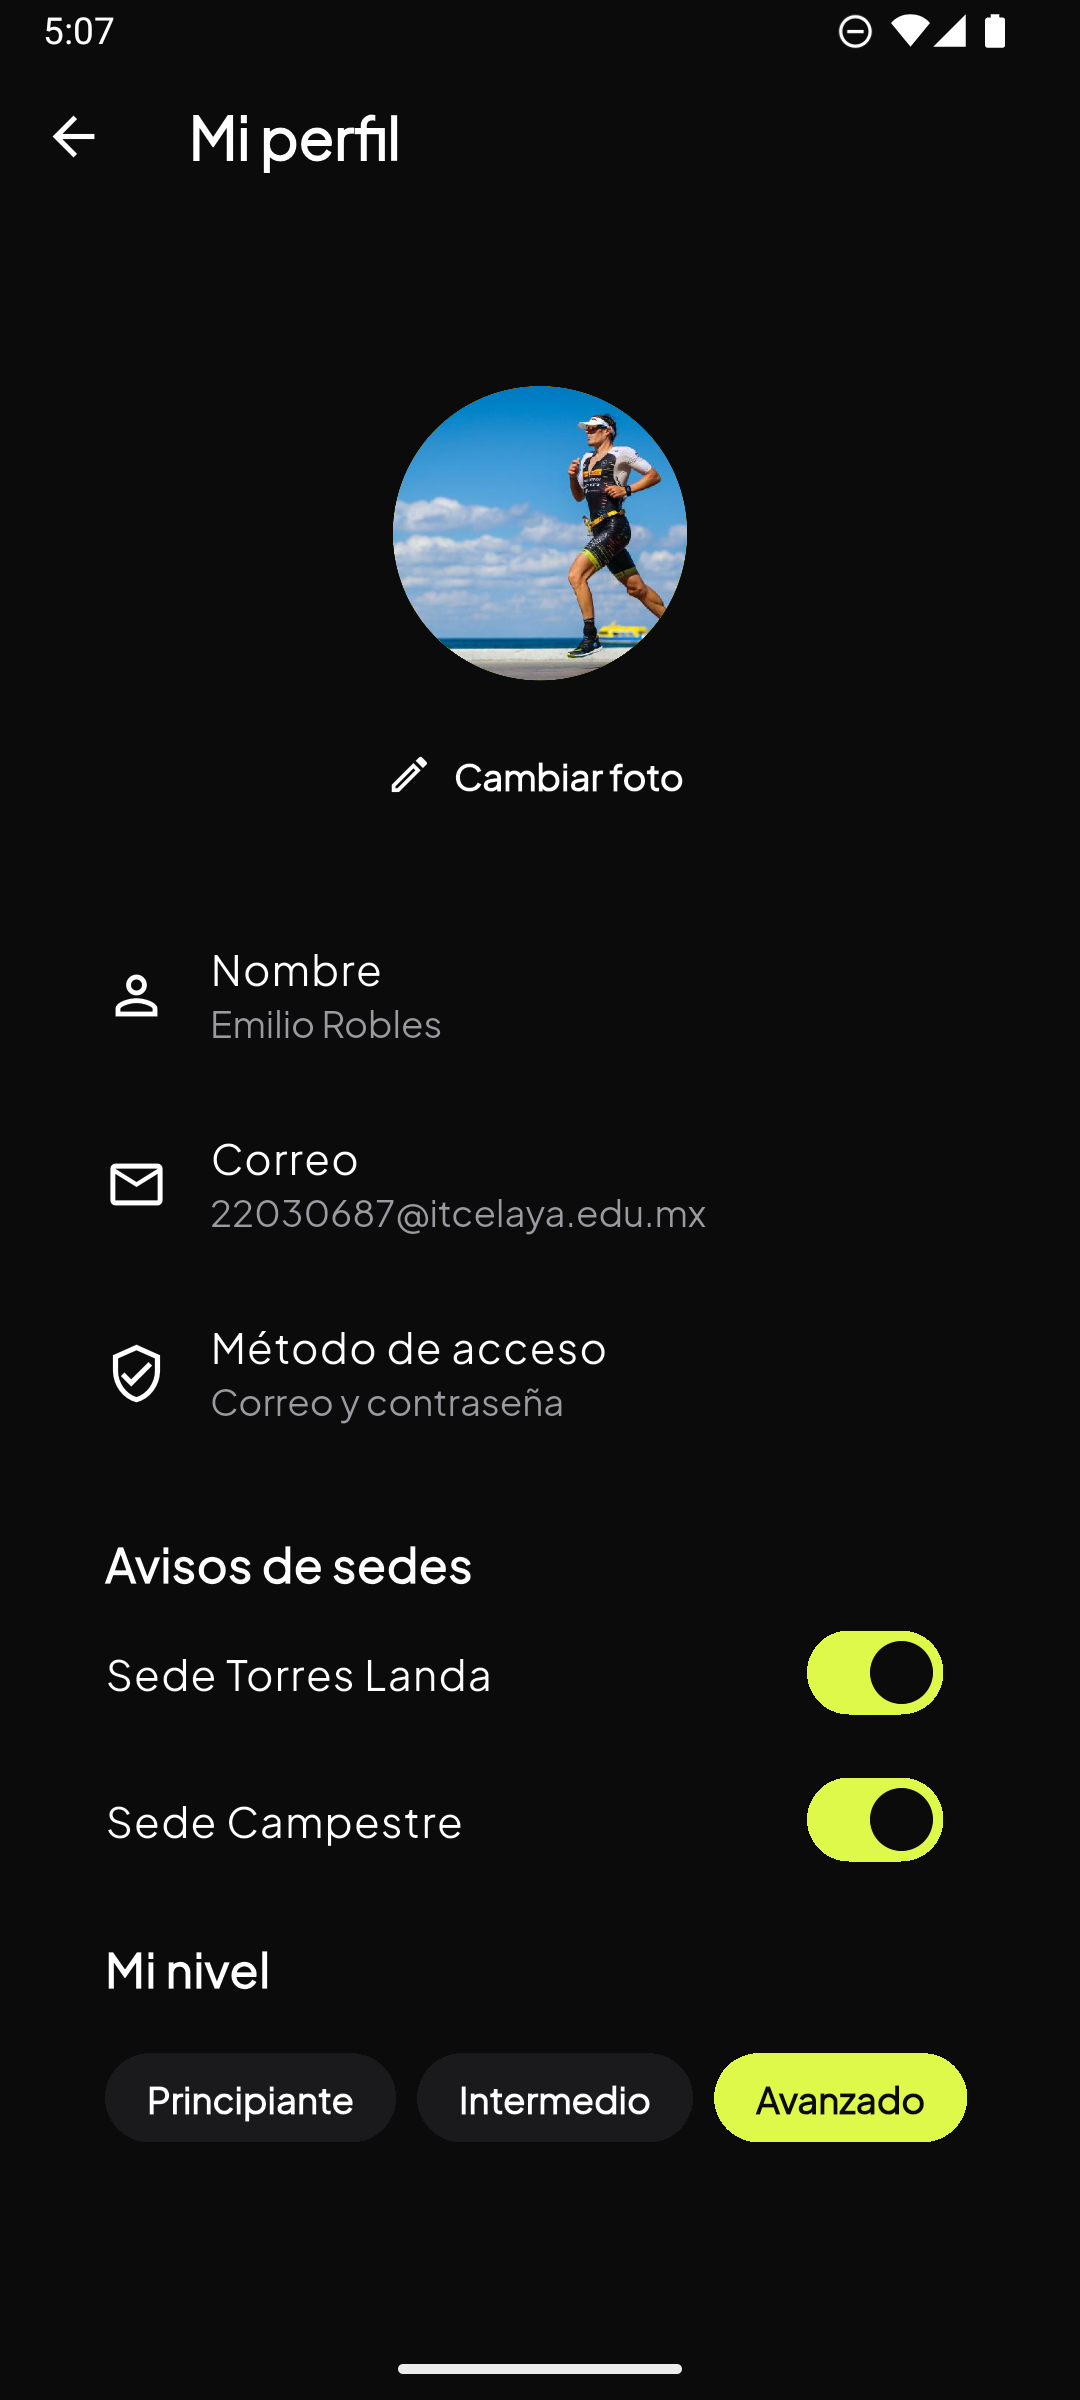 5:07
Mi perfil
Cambiar foto
Nombre
Emilio Robles
Correo
22030687@itcelaya.edu.mx
Método de acceso
Correo y contraseña
Avisos de sedes
Sede Torres Landa
Sede Campestre
Mi nivel
Principiante Intermedio Avanzado